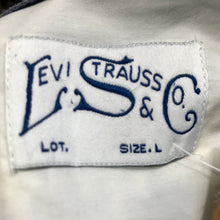 LEVI STRAUSS & CO.
LOT. SIZE. L